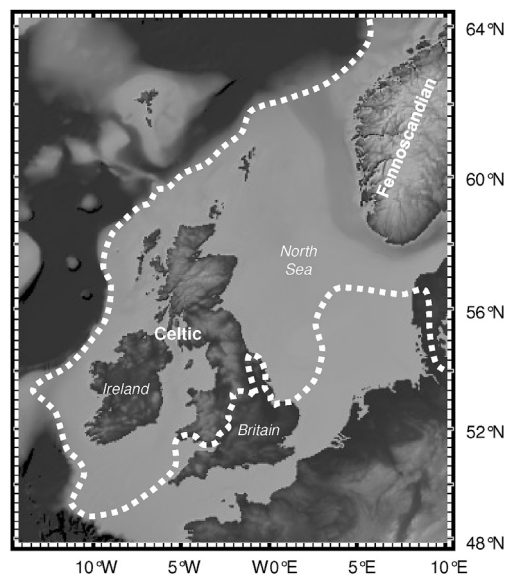 64°N
Fennoscandian
60°N
North
Sea
56°N
Celtic
Ireland
Britain
52°N
48°N
10°W
5°W
W0°E
5°E
10°E